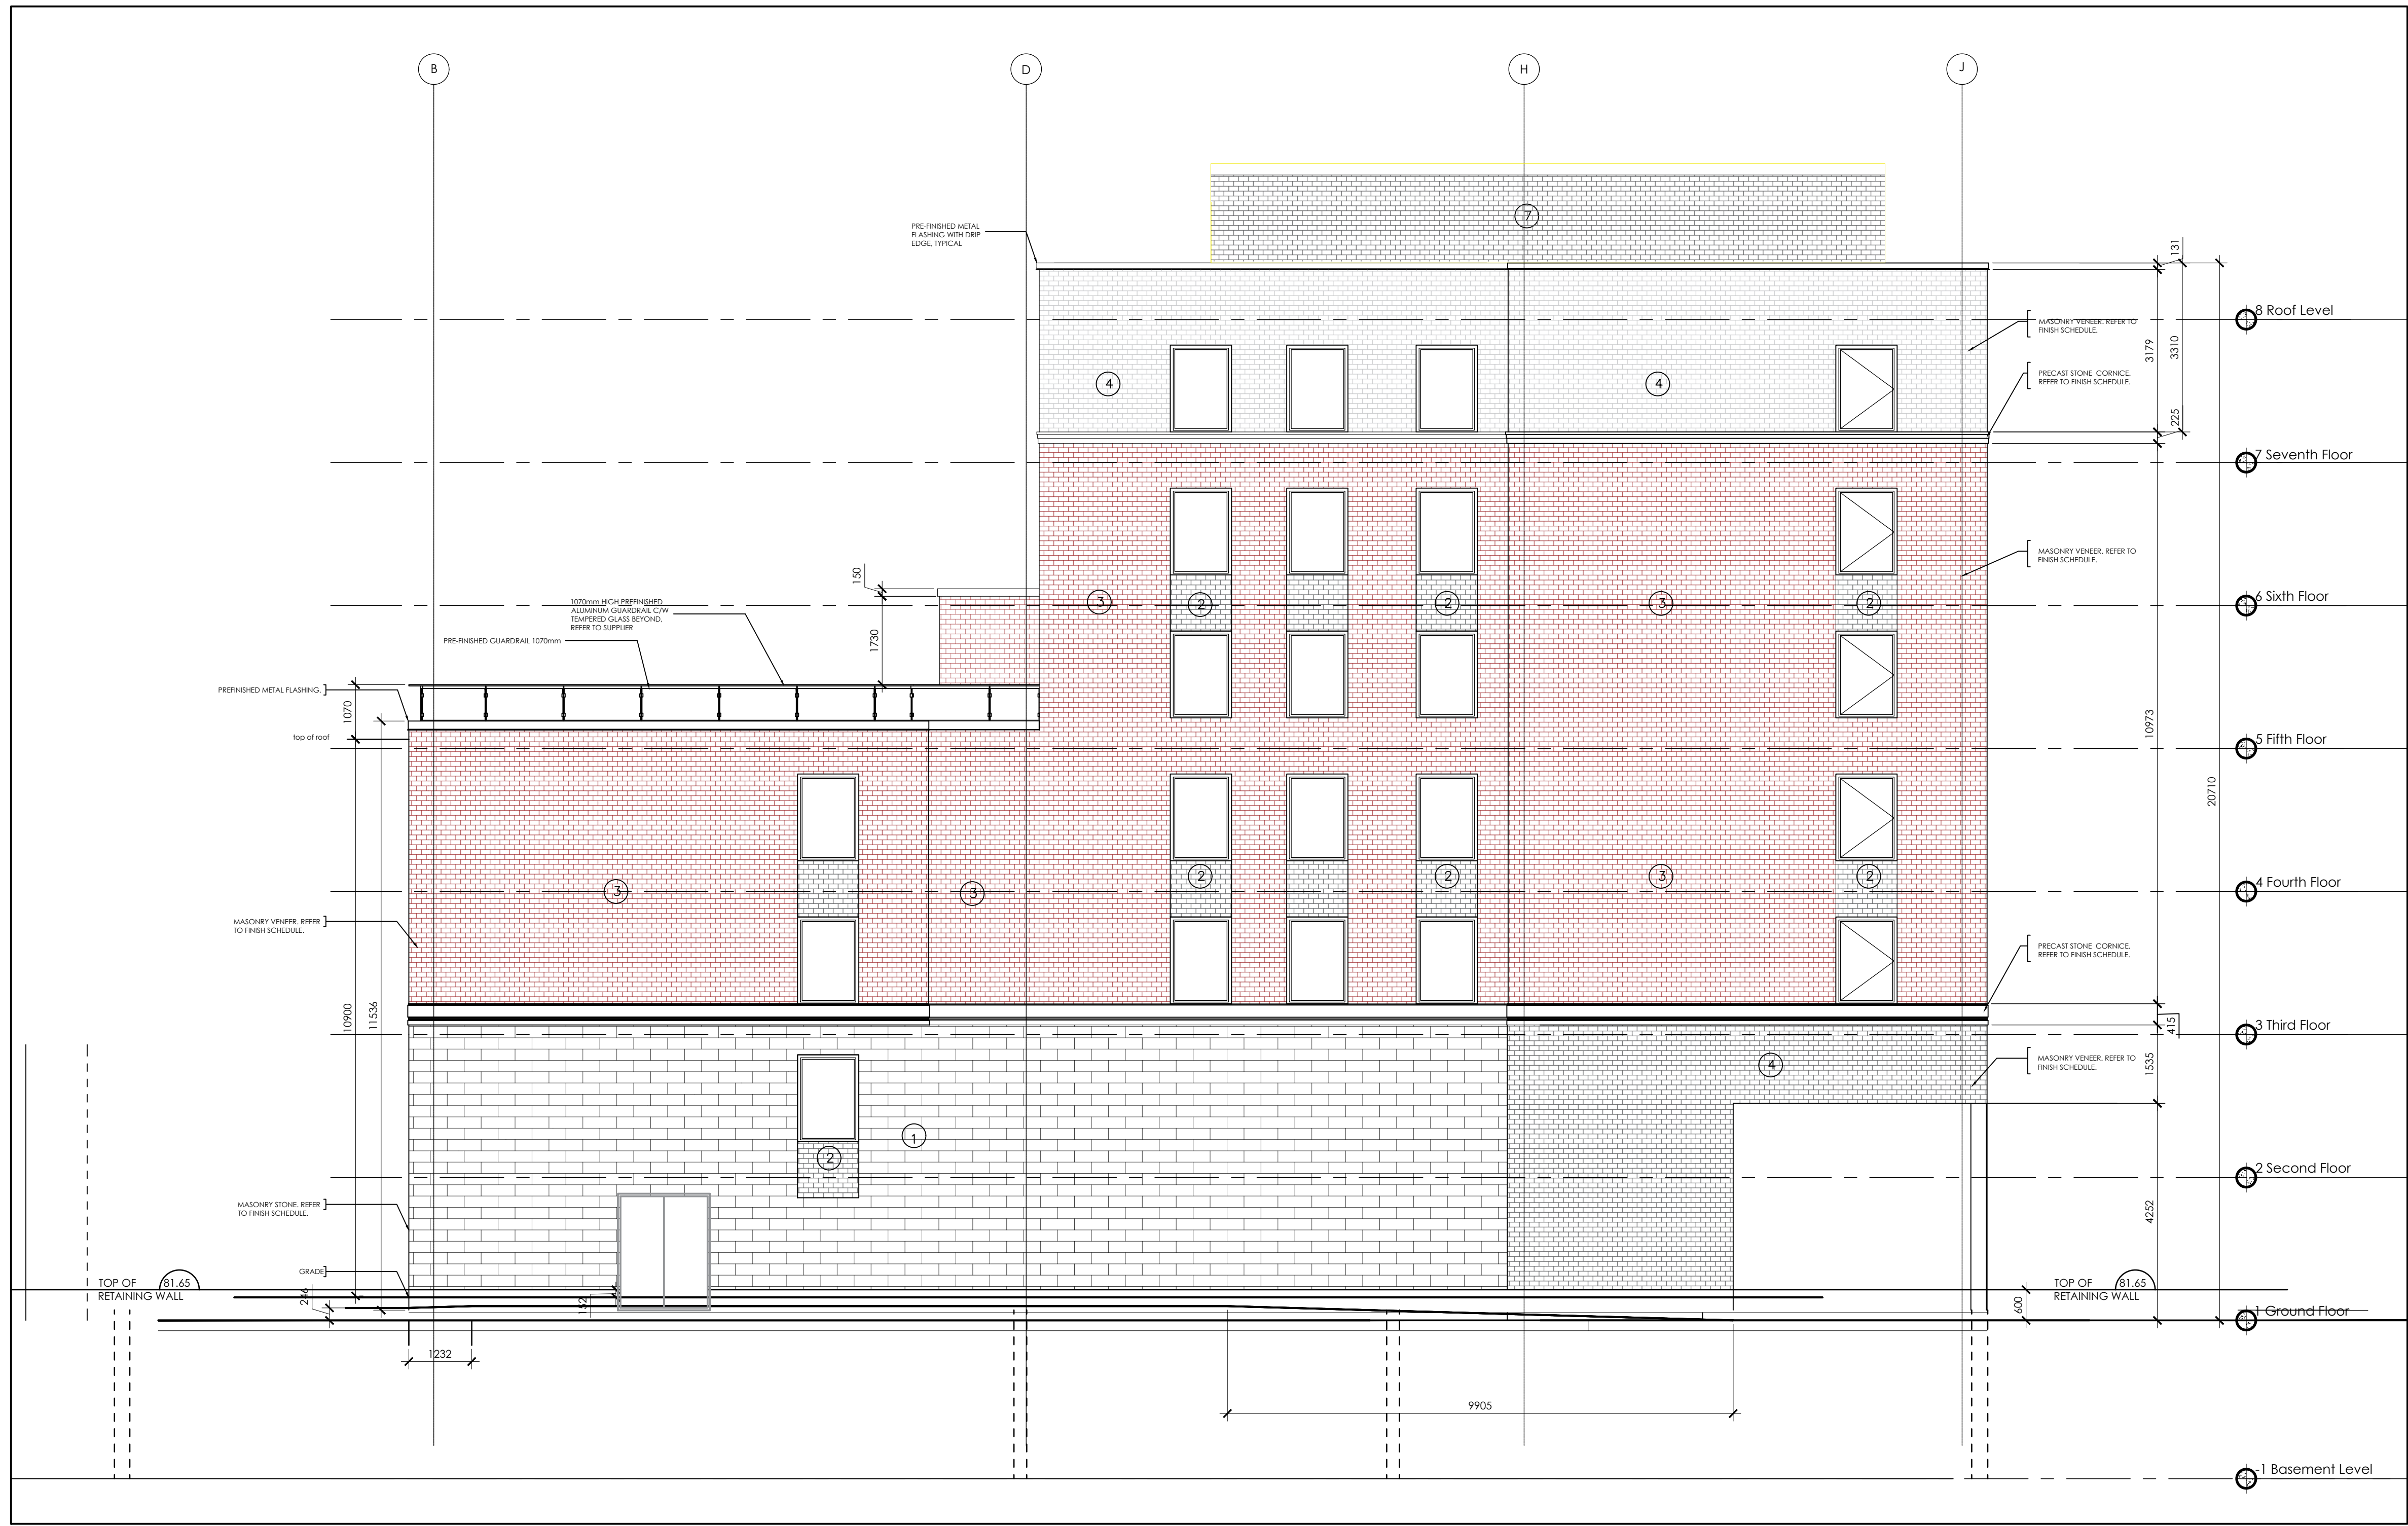 B
D
H
J
7
PRE-FINISHED METAL
FLASHING WITH DRIP
EDGE, TYPICAL
131
8 Roof Level
MASONRY VENEER. REFER TO
FINISH SCHEDULE.
3179
3310
PRECAST STONE CORNICE.
REFER TO FINISH SCHEDULE.
4
4
225
7 Seventh Floor
MASONRY VENEER. REFER TO
FINISH SCHEDULE.
150
1070mm HIGH PREFINISHED
ALUMINUM GUARDRAIL C/W
TEMPERED GLASS BEYOND.
REFER TO SUPPLIER
3
2
2
3
2
6 Sixth Floor
PRE-FINISHED GUARDRAIL 1070mm
1730
PREFINISHED METAL FLASHING.
1070
10973
top of roof
5 Fifth Floor
20710
3
3
2
2
3
2
4 Fourth Floor
MASONRY VENEER. REFER
TO FINISH SCHEDULE.
PRECAST STONE CORNICE.
REFER TO FINISH SCHEDULE.
10900
11536
415
3 Third Floor
4
1535
MASONRY VENEER. REFER TO
FINISH SCHEDULE.
1
2
2 Second Floor
MASONRY STONE. REFER
TO FINISH SCHEDULE.
4252
GRADE
TOP OF
RETAINING WALL
81.65
246
152
TOP OF
RETAINING WALL
81.65
600
1 Ground Floor
1232
9905
-1 Basement Level